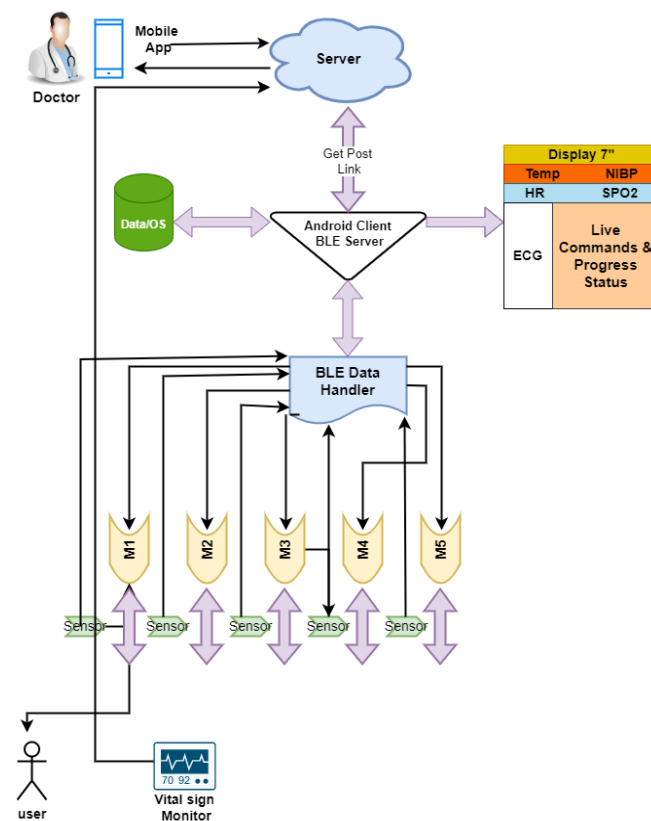 Mobile
App
Server
Doctor
Get Post
Link
Display 7"
Temp NIBP
HR SPO2
Data/OS
Android Client
BLE Server
ECG
Live
Commands &
Progress
Status
BLE Data
Handler
M1
M2
M3
M4
M5
Sensor
Sensor
Sensor
Sensor
Sensor
70 92
user
Vital sign
Monitor